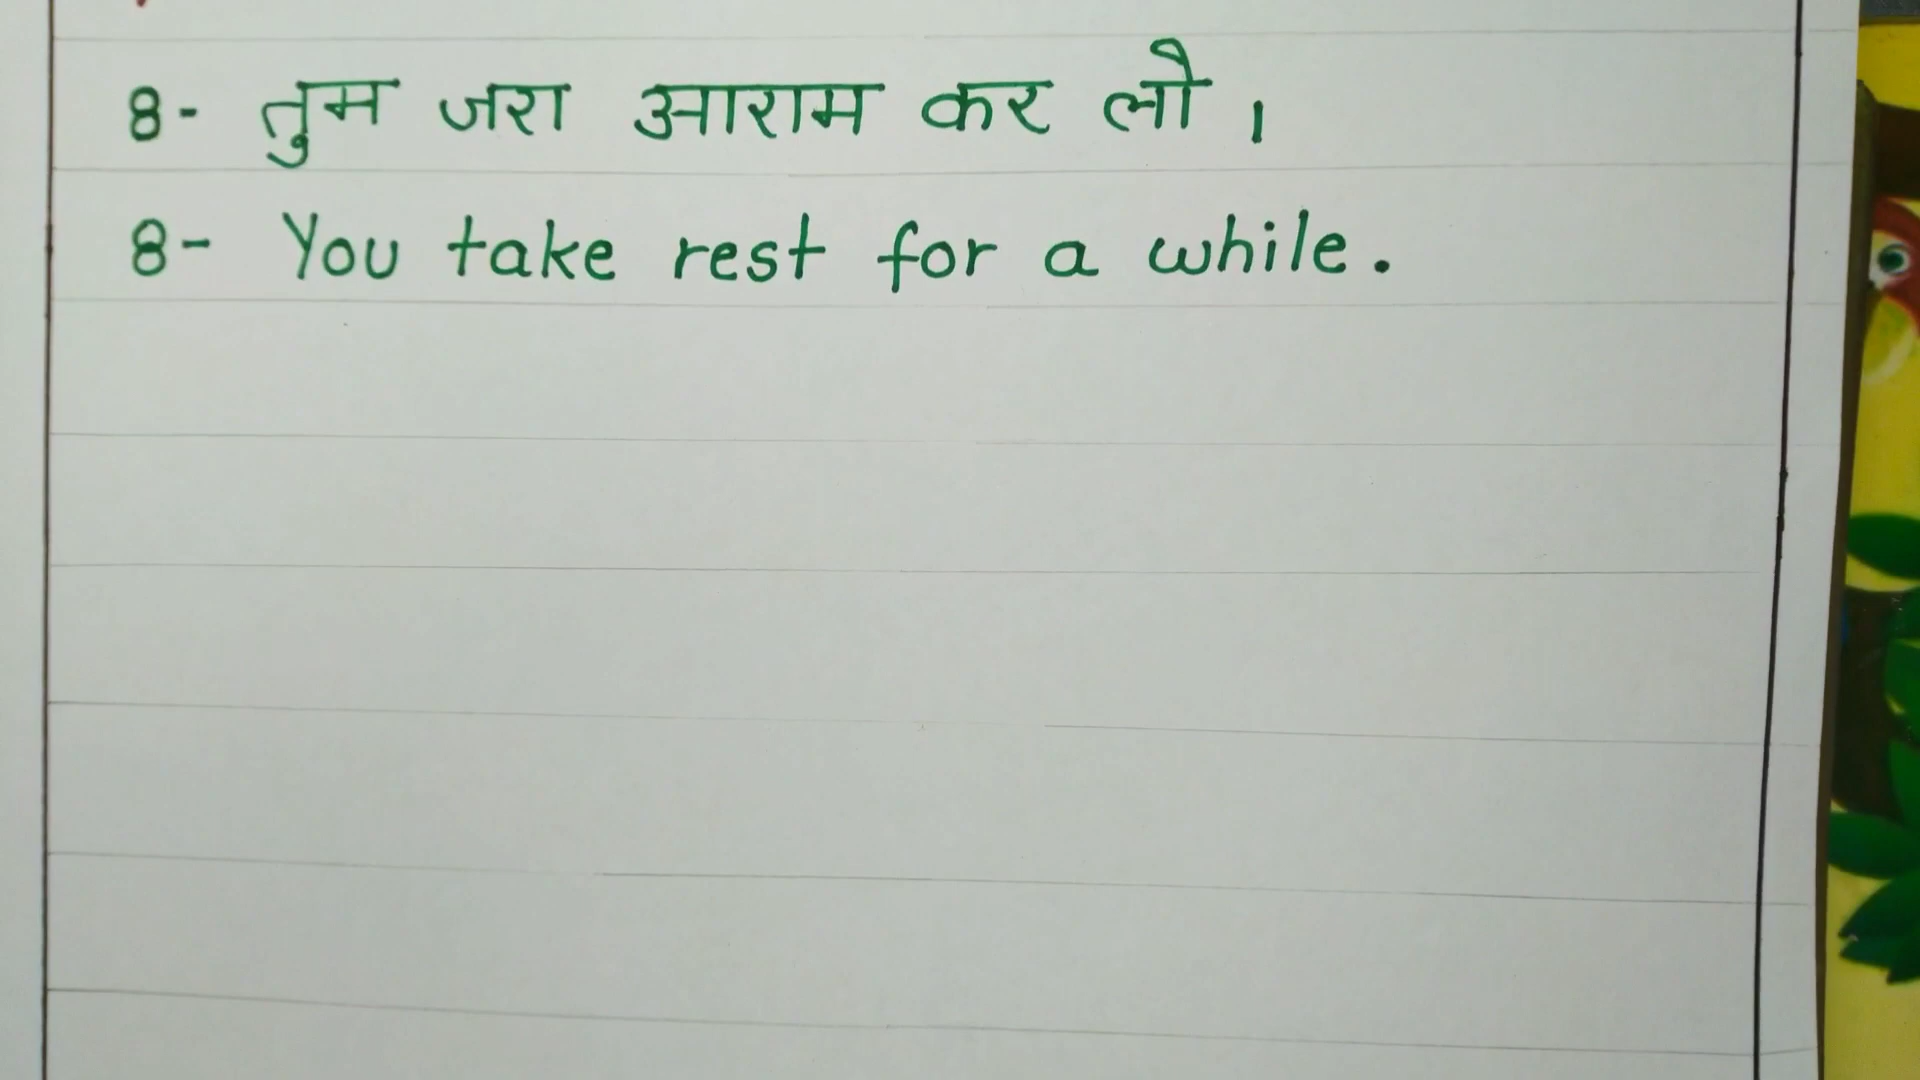 8- तुम जरा आराम कर लो ।
8- You take rest for a while.